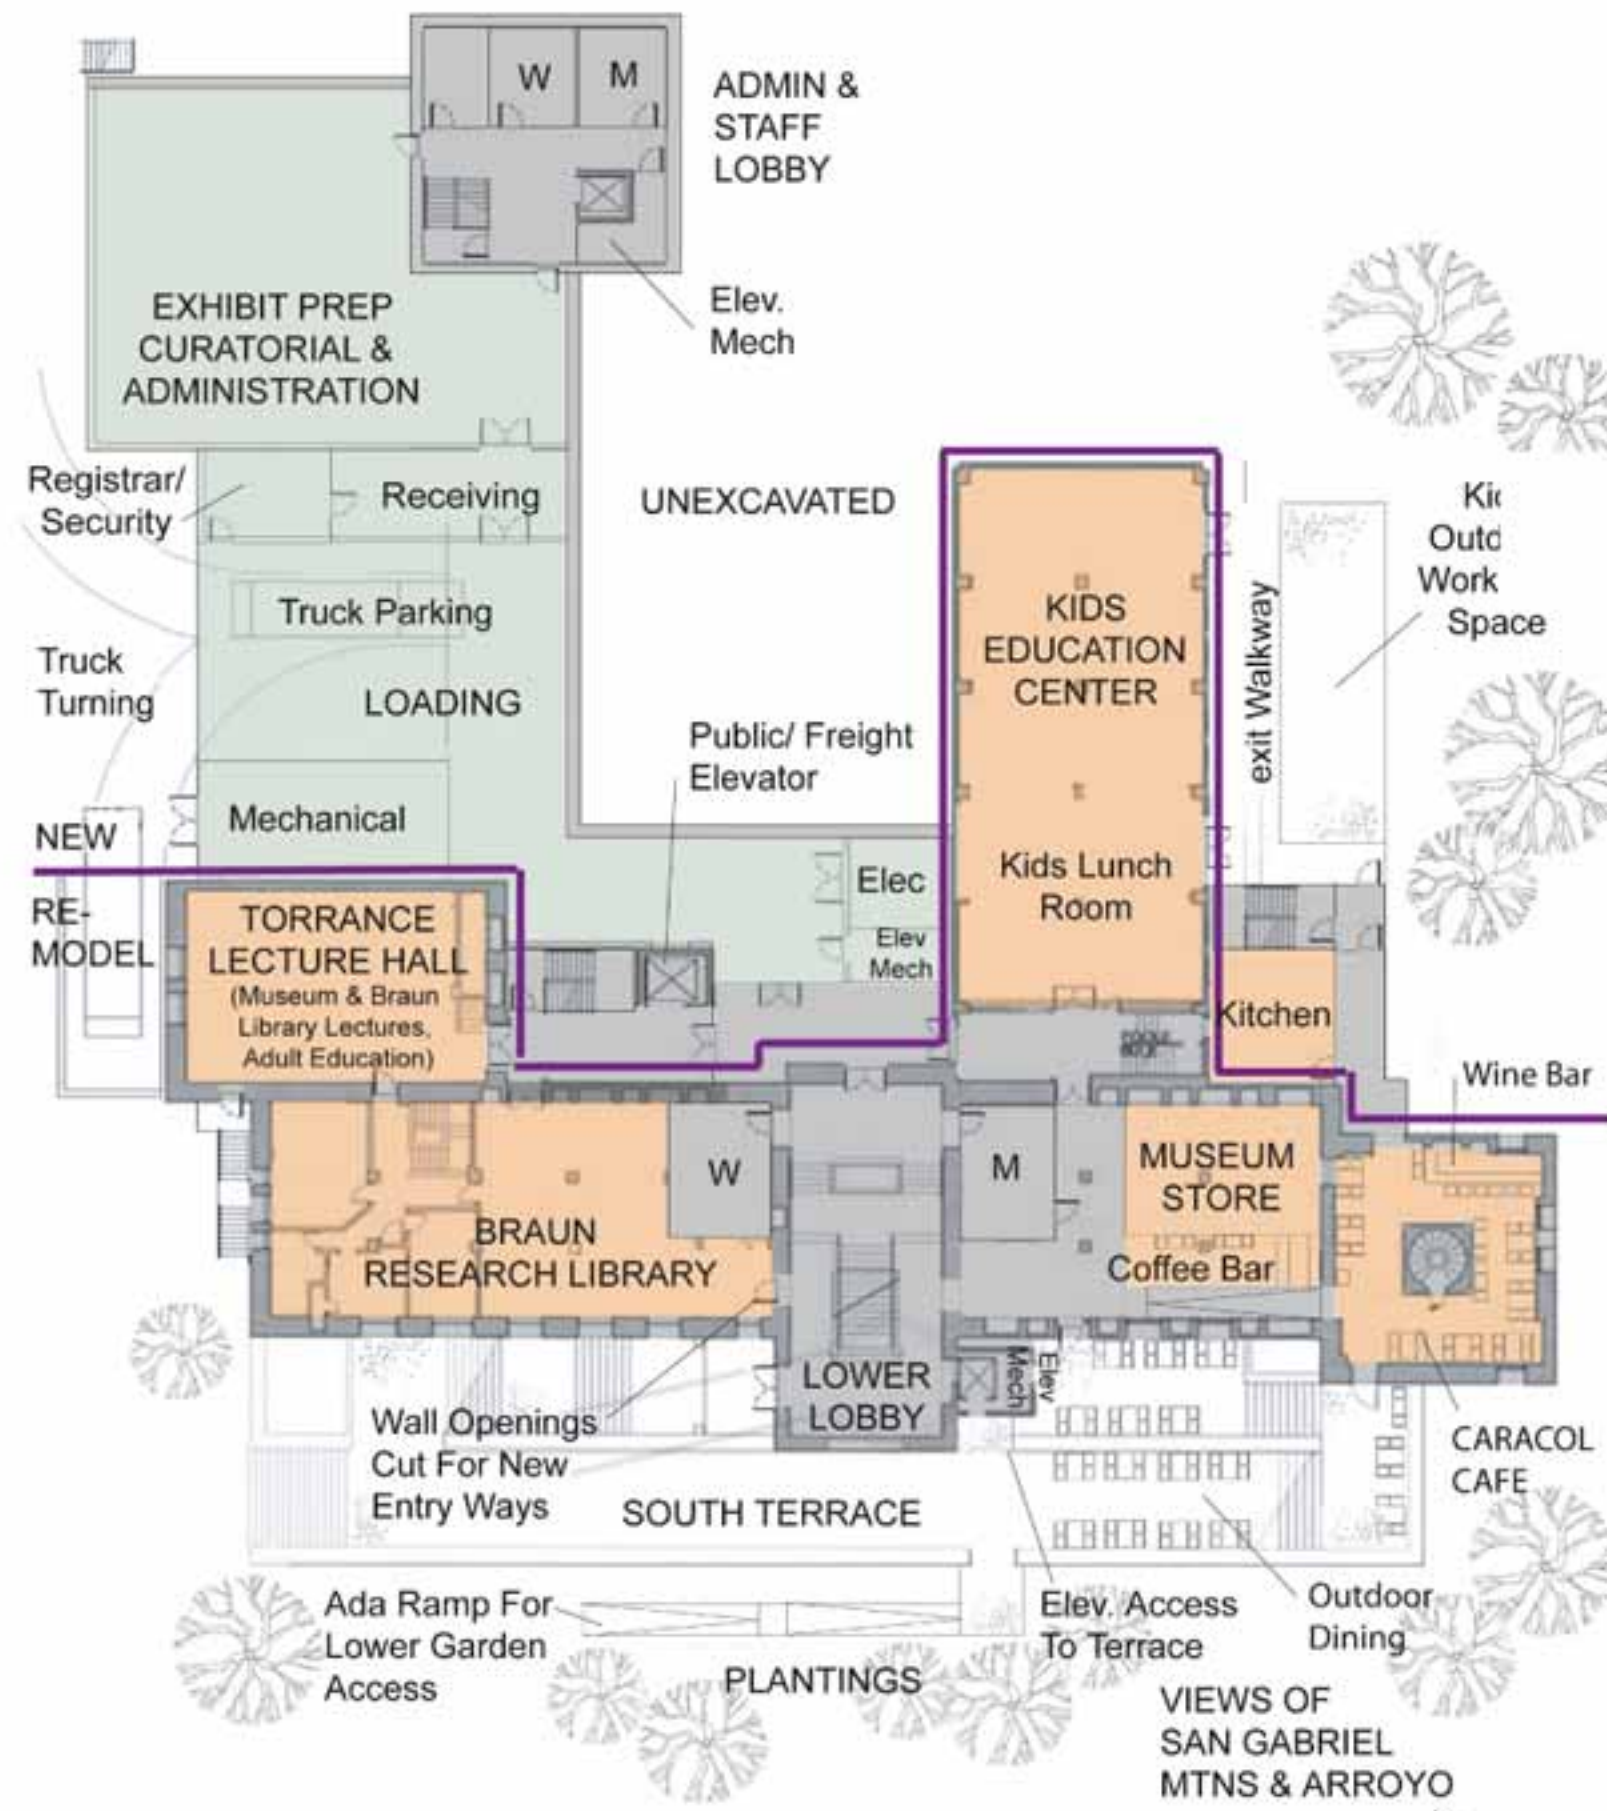 W
M
ADMIN &
STAFF
LOBBY
Elev.
Mech
EXHIBIT PREP
CURATORIAL &
ADMINISTRATION
Registrar/
Security
Receiving
UNEXCAVATED
Truck Parking
Truck
Turning
LOADING
Public/ Freight
Elevator
Mechanical
KIDS
EDUCATION
CENTER
Kids Lunch
Room
exit Walkway
Kic
Outd
Work
Space
NEW
RE-
MODEL
Elec
Elev
Mech
TORRANCE
LECTURE HALL
(Museum & Braun
Library Lectures,
Adult Education)
Kitchen
Wine Bar
W
M
MUSEUM
STORE
Coffee Bar
BRAUN
RESEARCH LIBRARY
LOWER
LOBBY
Elev
Mech
Wall Openings
Cut For New
Entry Ways
CARACOL
CAFE
SOUTH TERRACE
Ada Ramp For
Lower Garden
Access
Elev. Access
To Terrace
Outdoor
Dining
PLANTINGS
VIEWS OF
SAN GABRIEL
MTNS & ARROYO